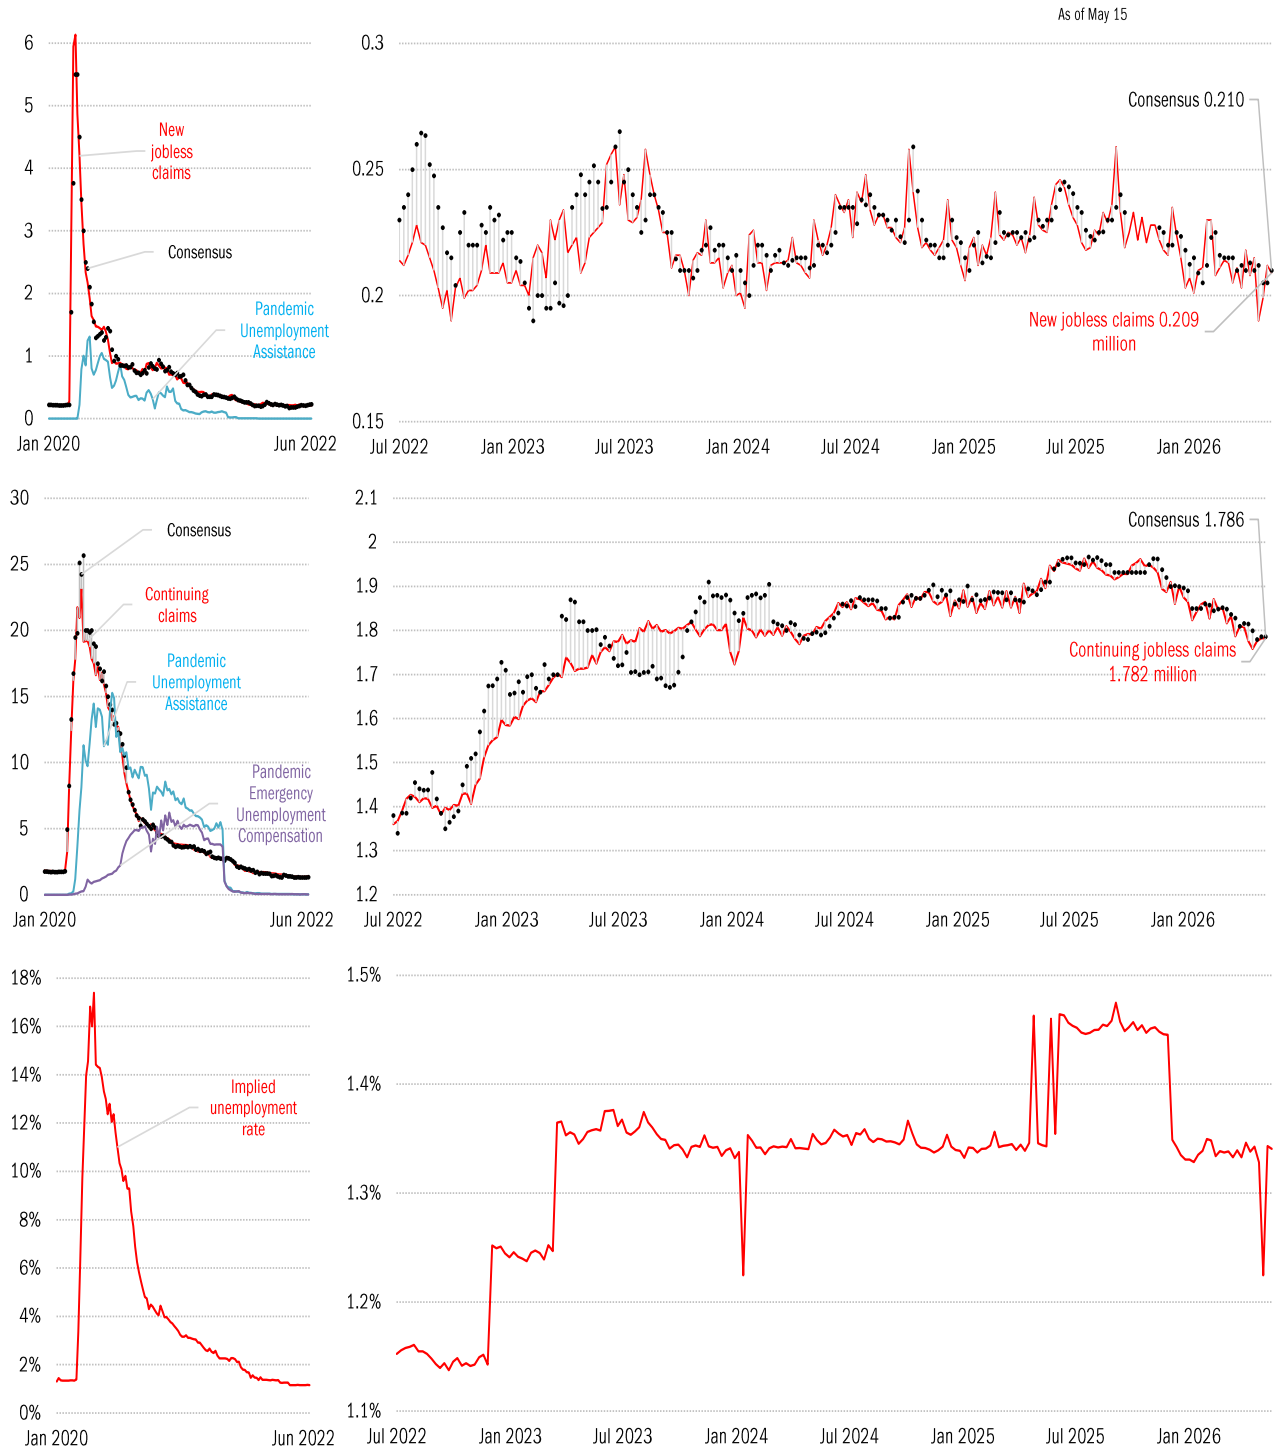 As of May 15
6
5
4
3
2
1
0
Jan 2020
Jun 2022
New
jobless
claims
Consensus
Pandemic
Unemployment
Assistance
0.3
0.25
0.2
0.15
Jul 2022
Jan 2023
Jul 2023
Jan 2024
Jul 2024
Jan 2025
Jul 2025
Jan 2026
Consensus 0.210
New jobless claims 0.209
million
30
25
20
15
10
5
0
Jan 2020
Jun 2022
Consensus
Continuing
claims
Pandemic
Unemployment
Assistance
Pandemic
Emergency
Unemployment
Compensation
2.1
2
1.9
1.8
1.7
1.6
1.5
1.4
1.3
1.2
Jul 2022
Jan 2023
Jul 2023
Jan 2024
Jul 2024
Jan 2025
Jul 2025
Jan 2026
Consensus 1.786
Continuing jobless claims
1.782 million
18%
16%
14%
12%
10%
8%
6%
4%
2%
0%
Jan 2020
Jun 2022
Implied
unemployment
rate
1.5%
1.4%
1.3%
1.2%
1.1%
Jul 2022
Jan 2023
Jul 2023
Jan 2024
Jul 2024
Jan 2025
Jul 2025
Jan 2026